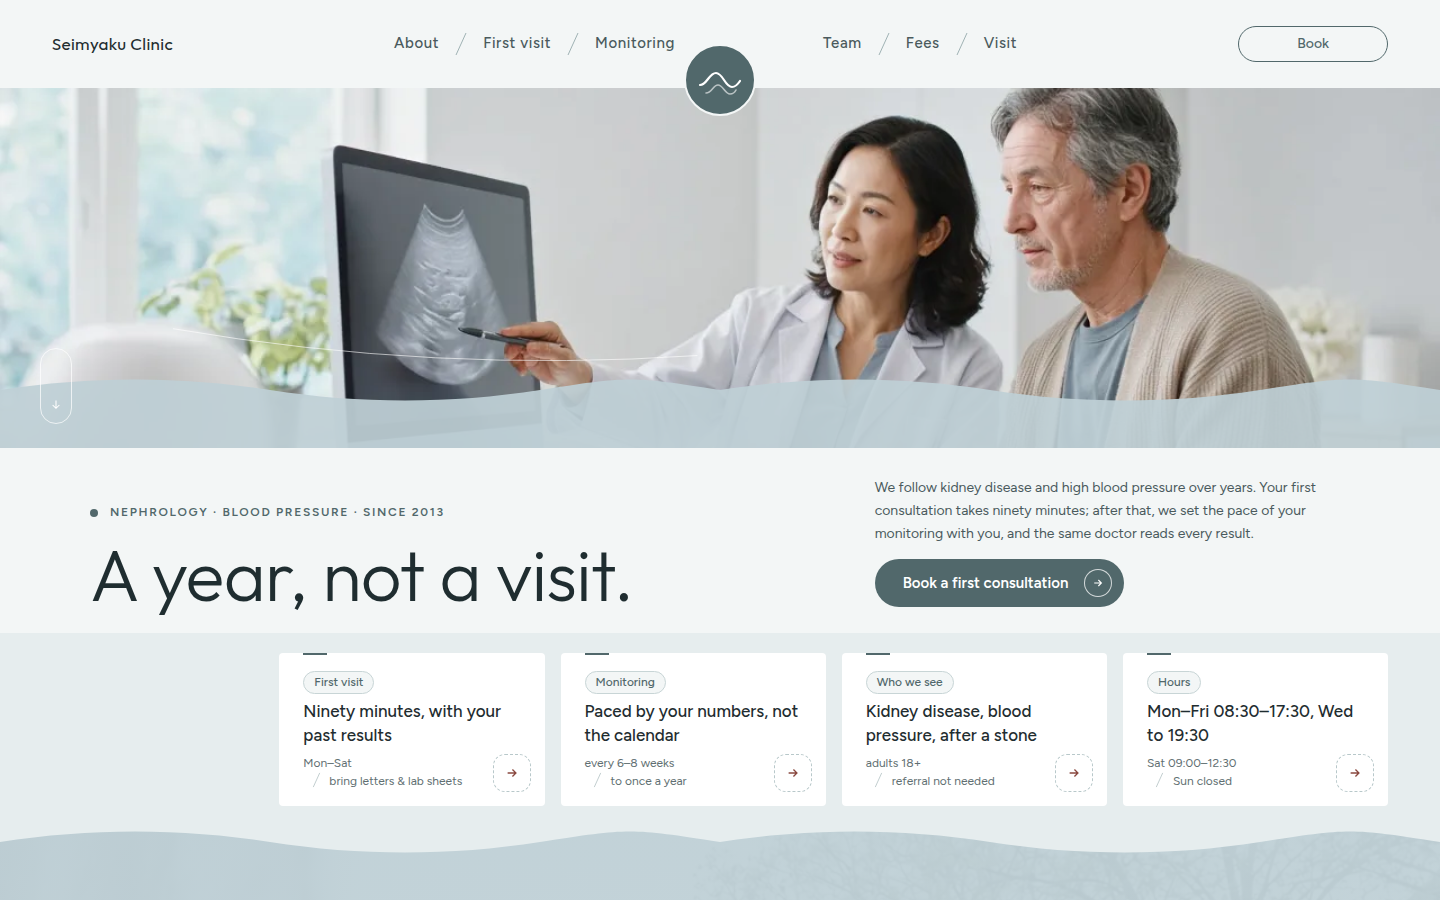 Seimyaku Clinic
About
First visit
Monitoring
Team
Fees
Visit
Book
NEPHROLOGY · BLOOD PRESSURE · SINCE 2013
A year, not a visit.
We follow kidney disease and high blood pressure over years. Your first
consultation takes ninety minutes; after that, we set the pace of your
monitoring with you, and the same doctor reads every result.
Book a first consultation
First visit
Ninety minutes, with your
past results
Mon–Sat
bring letters & lab sheets
Monitoring
Paced by your numbers, not
the calendar
every 6–8 weeks
to once a year
Who we see
Kidney disease, blood
pressure, after a stone
adults 18+
referral not needed
Hours
Mon–Fri 08:30–17:30, Wed
to 19:30
Sat 09:00–12:30
Sun closed